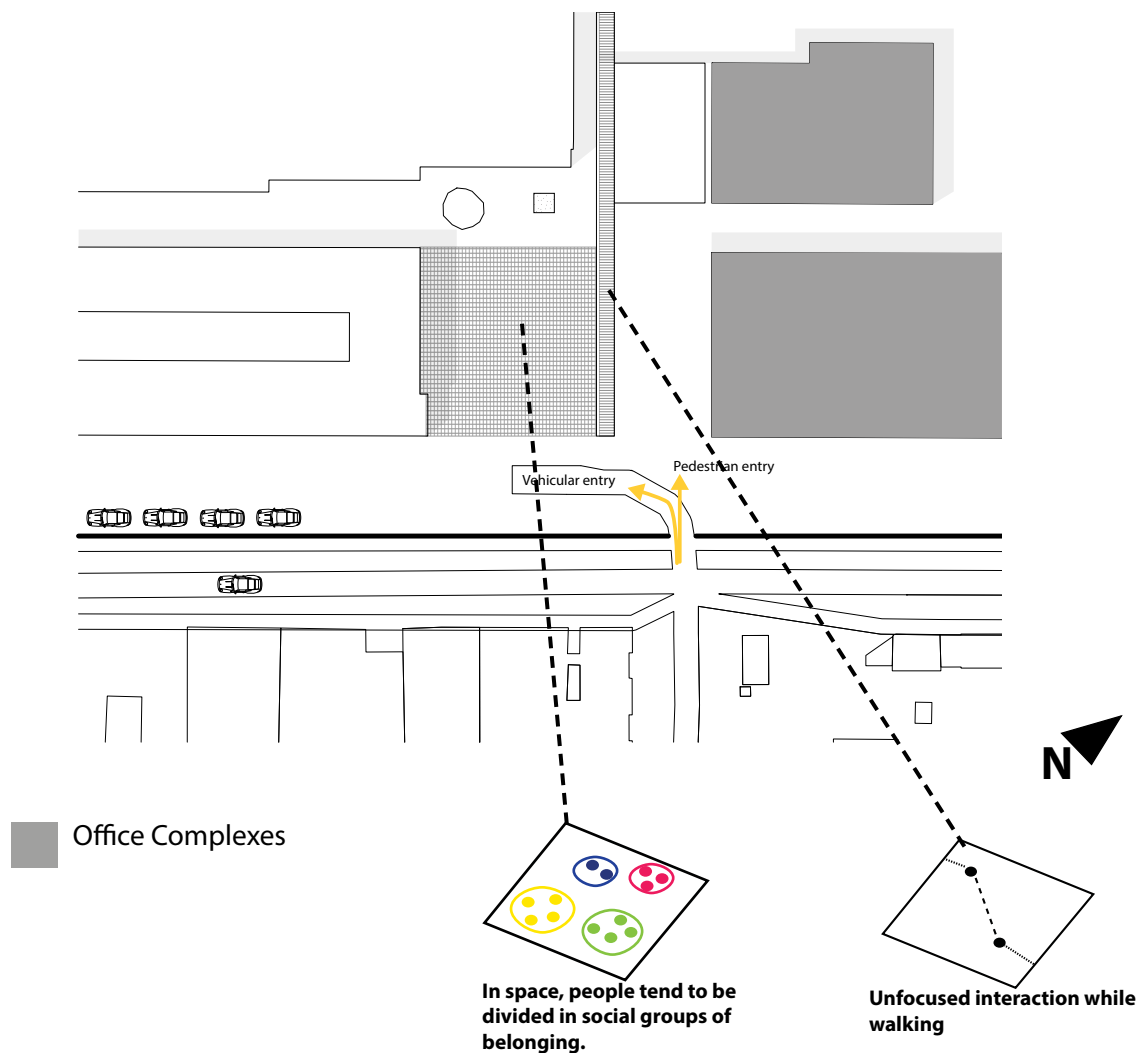 Pedestrian entry
Vehicular entry
N
Office Complexes
In space, people tend to be
divided in social groups of
belonging.
Unfocused interaction while
walking